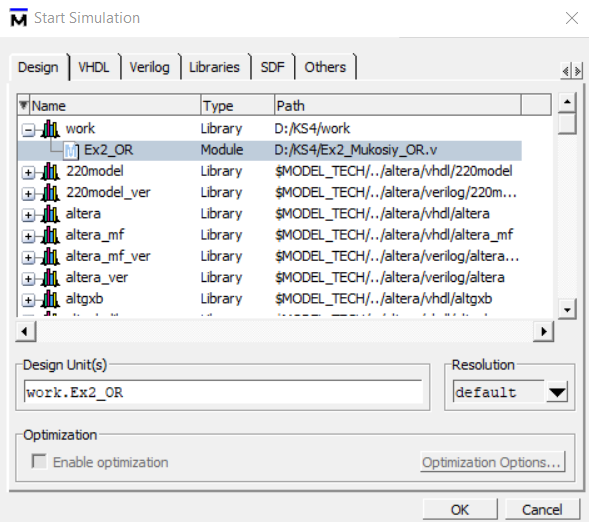 Start Simulation
Design VHDL Verilog Libraries SDF Others
Name Type Path
work Library D:/KS4/work
Ex2_OR Module D:/KS4/Ex2_Mukosiy_OR.v
220model Library $MODEL_TECH/../altera/vhdl/220model
220model_ver Library $MODEL_TECH/../altera/verilog/220m...
altera Library $MODEL_TECH/../altera/vhdl/altera
altera_mf Library $MODEL_TECH/../altera/vhdl/altera_mf
altera_mf_ver Library $MODEL_TECH/../altera/verilog/altera...
altera_ver Library $MODEL_TECH/../altera/verilog/altera
altgxb Library $MODEL_TECH/../altera/vhdl/altgxb
Design Unit(s) Resolution
work.Ex2_OR default
Optimization
Enable optimization Optimization Options...
OK Cancel